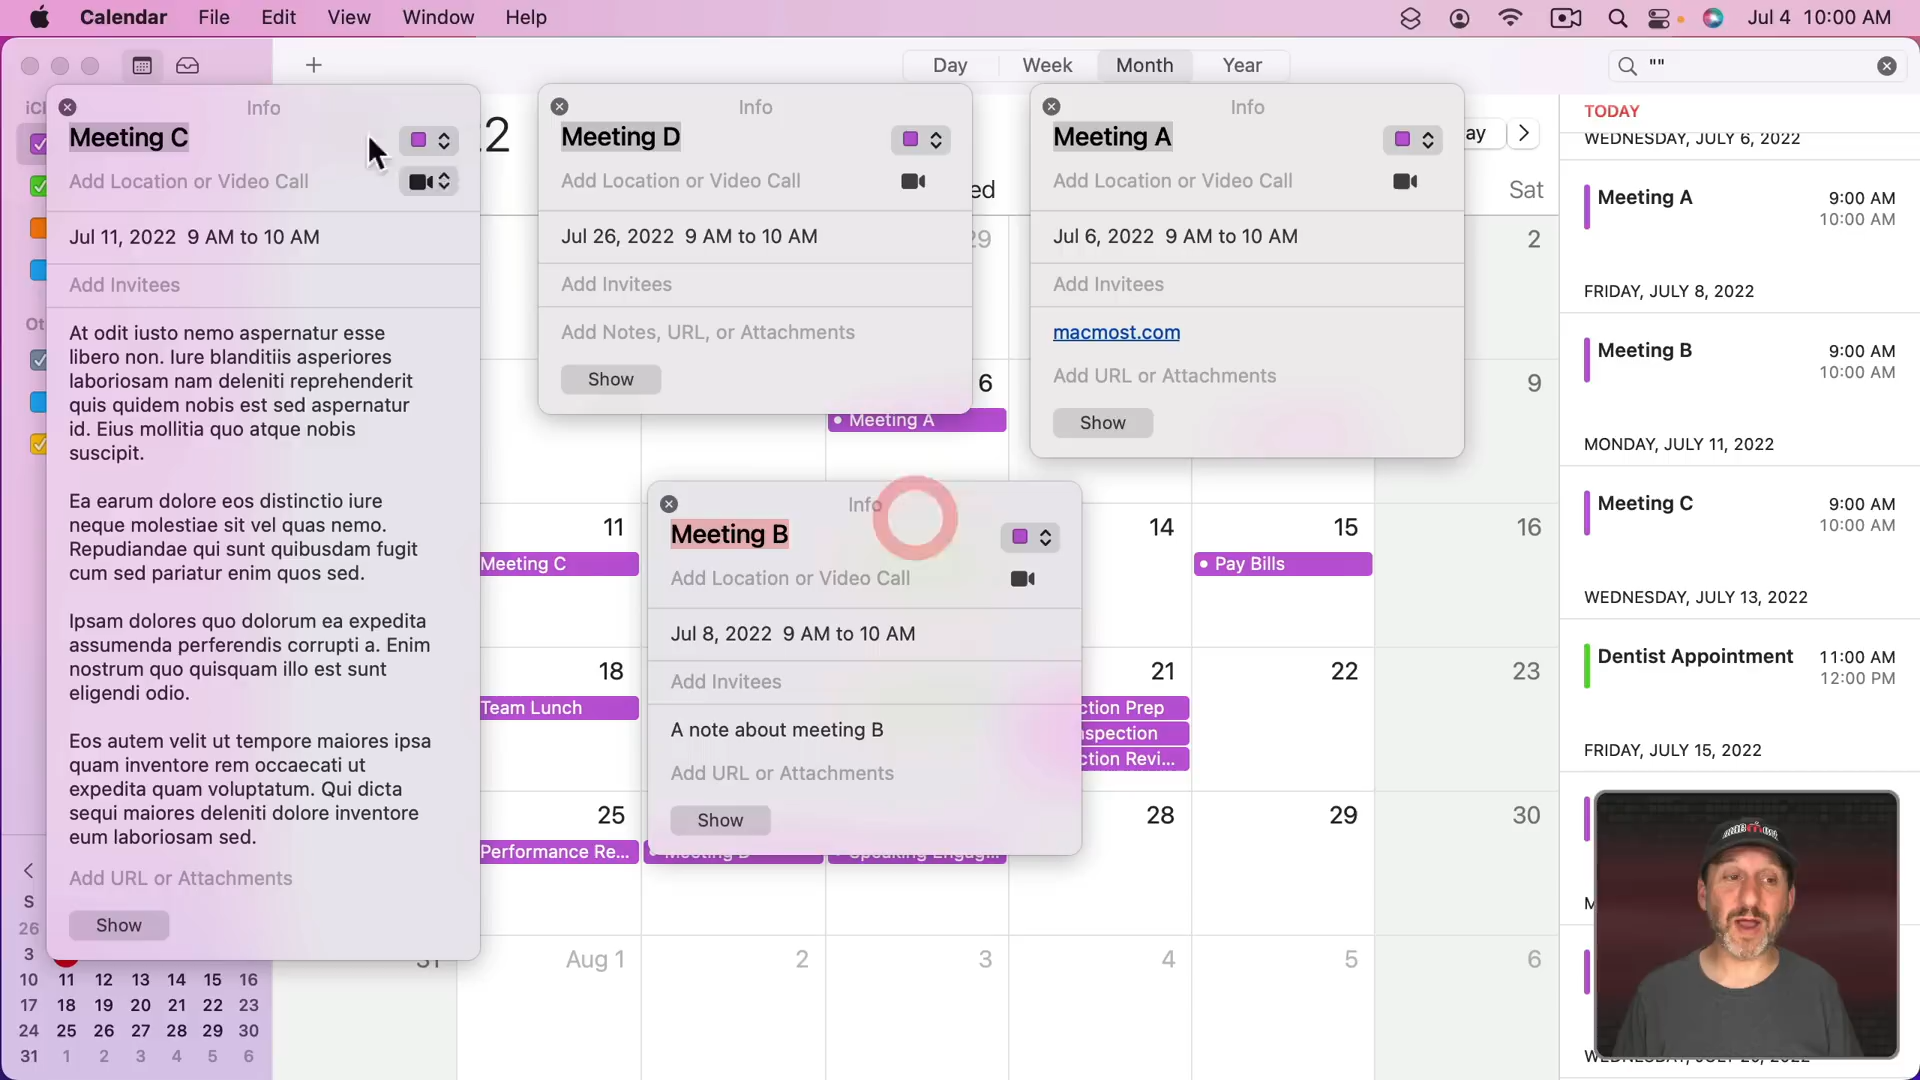 Calendar File Edit View Window Help
Jul 4 10:00 AM
Day Week Month Year
""
22
ay
ed
Sat
29
2
6
9
Meeting A
11
14
15
16
Meeting C
Pay Bills
18
21
22
23
Team Lunch
ction Prep
spection
ction Revi...
25
28
29
30
Performance Re...
31
Aug 1
2
3
4
5
6
Info
Meeting C
Add Location or Video Call
Jul 11, 2022 9 AM to 10 AM
Add Invitees
At odit iusto nemo aspernatur esse
libero non. Iure blanditiis asperiores
laboriosam nam deleniti reprehenderit
quis quidem nobis est sed aspernatur
id. Eius mollitia quo atque nobis
suscipit.
Ea earum dolore eos distinctio iure
neque molestiae sit vel quas nemo.
Repudiandae qui sunt quibusdam fugit
cum sed pariatur enim quos sed.
Ipsam dolores quo dolorum ea expedita
assumenda perferendis corrupti a. Enim
nostrum quo quisquam illo est sunt
eligendi odio.
Eos autem velit ut tempore maiores ipsa
quam inventore rem occaecati ut
expedita quam voluptatum. Qui dicta
sequi maiores deleniti dolore inventore
eum laboriosam sed.
Add URL or Attachments
Show
Info
Meeting D
Add Location or Video Call
Jul 26, 2022 9 AM to 10 AM
Add Invitees
Add Notes, URL, or Attachments
Show
Info
Meeting A
Add Location or Video Call
Jul 6, 2022 9 AM to 10 AM
Add Invitees
macmost.com
Add URL or Attachments
Show
Info
Meeting B
Add Location or Video Call
Jul 8, 2022 9 AM to 10 AM
Add Invitees
A note about meeting B
Add URL or Attachments
Show
S
26
3
10 11 12 13 14 15 16
17 18 19 20 21 22 23
24 25 26 27 28 29 30
31 1 2 3 4 5 6
TODAY
WEDNESDAY, JULY 6, 2022
Meeting A 9:00 AM
10:00 AM
FRIDAY, JULY 8, 2022
Meeting B 9:00 AM
10:00 AM
MONDAY, JULY 11, 2022
Meeting C 9:00 AM
10:00 AM
WEDNESDAY, JULY 13, 2022
Dentist Appointment 11:00 AM
12:00 PM
FRIDAY, JULY 15, 2022